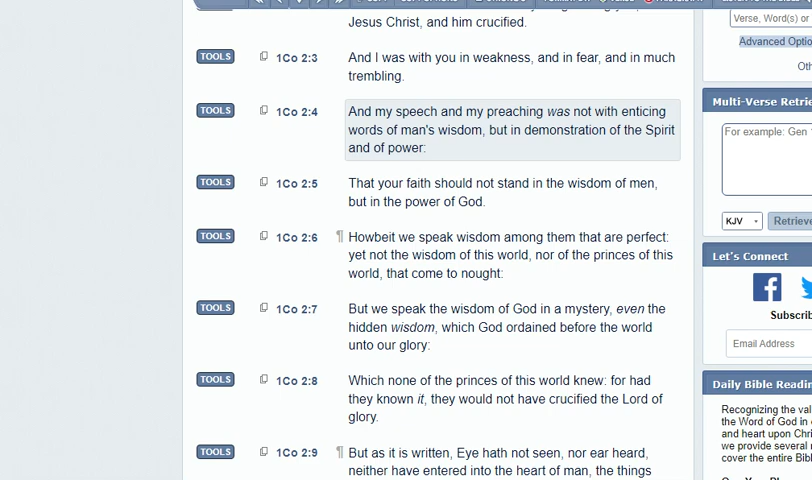 Jesus Christ, and him crucified.
TOOLS 1Co 2:3 And I was with you in weakness, and in fear, and in much
trembling.
TOOLS 1Co 2:4 And my speech and my preaching was not with enticing
words of man's wisdom, but in demonstration of the Spirit
and of power:
TOOLS 1Co 2:5 That your faith should not stand in the wisdom of men,
but in the power of God.
TOOLS 1Co 2:6 ¶ Howbeit we speak wisdom among them that are perfect:
yet not the wisdom of this world, nor of the princes of this
world, that come to nought:
TOOLS 1Co 2:7 But we speak the wisdom of God in a mystery, even the
hidden wisdom, which God ordained before the world
unto our glory:
TOOLS 1Co 2:8 Which none of the princes of this world knew: for had
they known it, they would not have crucified the Lord of
glory.
TOOLS 1Co 2:9 ¶ But as it is written, Eye hath not seen, nor ear heard,
neither have entered into the heart of man, the things
Verse, Word(s) or
Advanced Optio
Oth
Multi-Verse Retrie
For example: Gen 1
KJV Retrieve
Let's Connect
Subscrib
Email Address
Daily Bible Readin
Recognizing the val
the Word of God in
and heart upon Chri
we provide several
cover the entire Bib